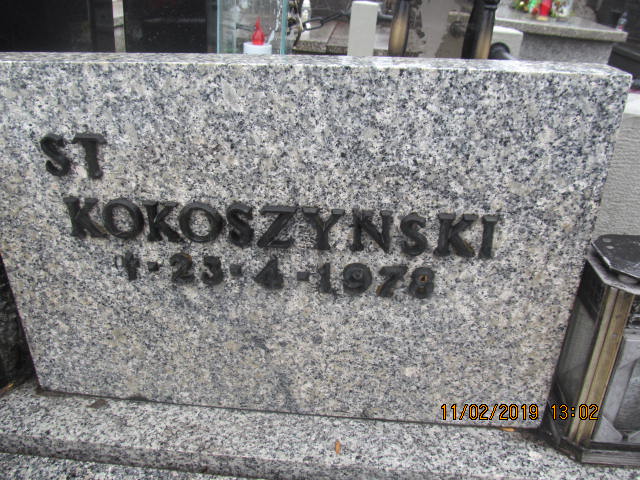 ST
KOKOSZYNSKI
†-23-4-1978
11/02/2019 13:02